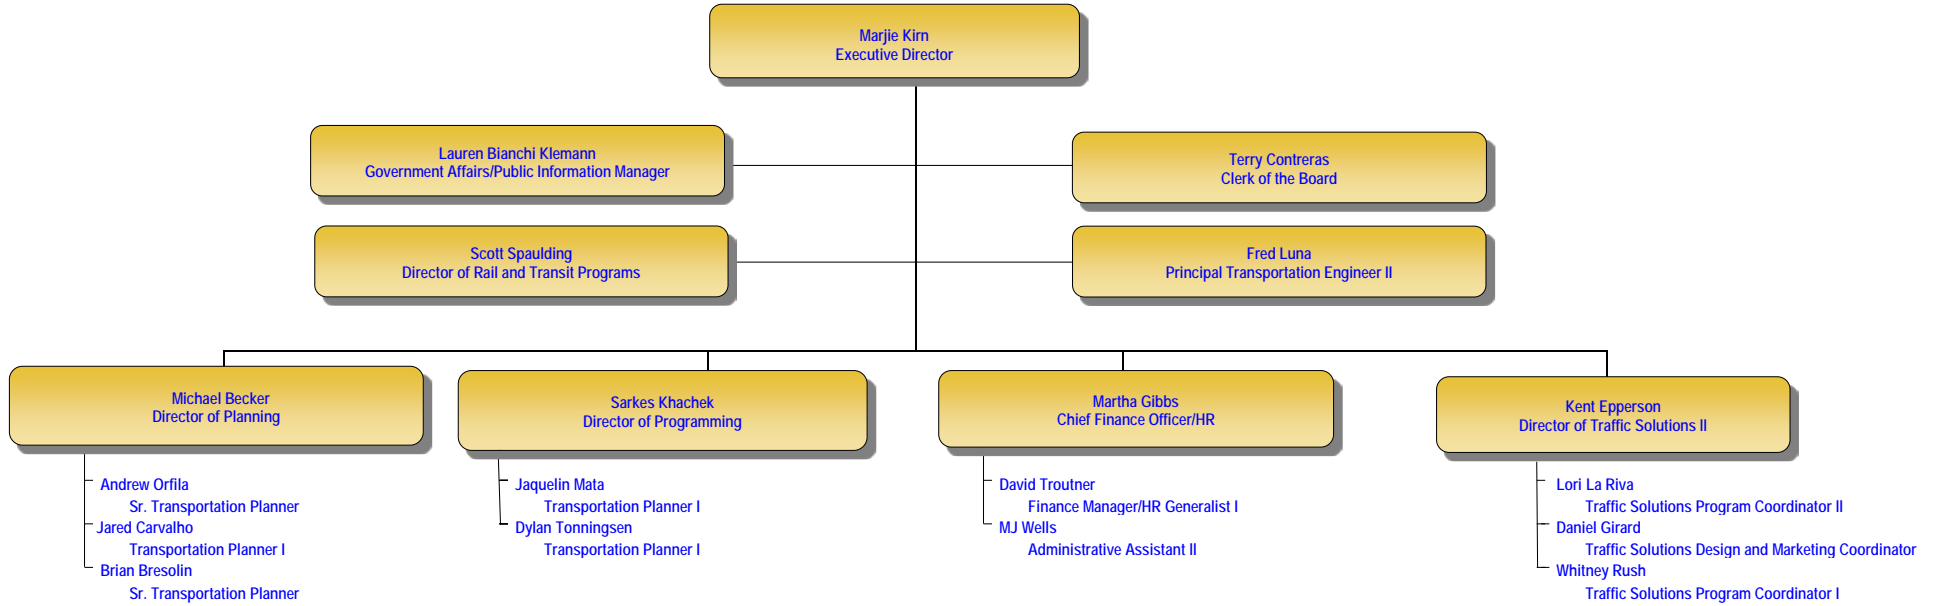 Marjie Kirn
Executive Director
Lauren Bianchi Klemann
Government Affairs/Public Information Manager
Terry Contreras
Clerk of the Board
Scott Spaulding
Director of Rail and Transit Programs
Fred Luna
Principal Transportation Engineer II
Michael Becker
Director of Planning
Andrew Orfila
Sr. Transportation Planner
Jared Carvalho
Transportation Planner I
Brian Bresolin
Sr. Transportation Planner
Sarkes Khachek
Director of Programming
Jaquelin Mata
Transportation Planner I
Dylan Tonningsen
Transportation Planner I
Martha Gibbs
Chief Finance Officer/HR
David Troutner
Finance Manager/HR Generalist I
MJ Wells
Administrative Assistant II
Kent Epperson
Director of Traffic Solutions II
Lori La Riva
Traffic Solutions Program Coordinator II
Daniel Girard
Traffic Solutions Design and Marketing Coordinator
Whitney Rush
Traffic Solutions Program Coordinator I